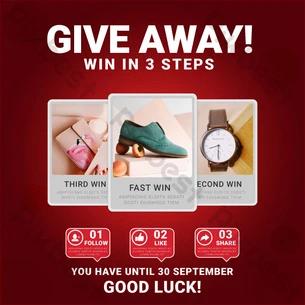 GIVE AWAY!
WIN IN 3 STEPS
THIRD WIN
FAST WIN
ECOND WIN
01
FOLLOW
02
LIKE
03
SHARE
YOU HAVE UNTIL 30 SEPTEMBER
GOOD LUCK!